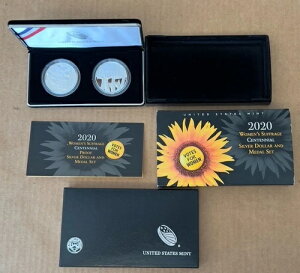 2020
WOMEN'S SUFFRAGE
CENTENNIAL
PROOF
SILVER DOLLAR AND
MEDAL SET
VOTES
FOR
WOMEN
UNITED STATES MINT
2020
WOMEN'S SUFFRAGE
CENTENNIAL
SILVER DOLLAR AND
MEDAL SET
VOTES
FOR
WOMEN
UNITED STATES MINT